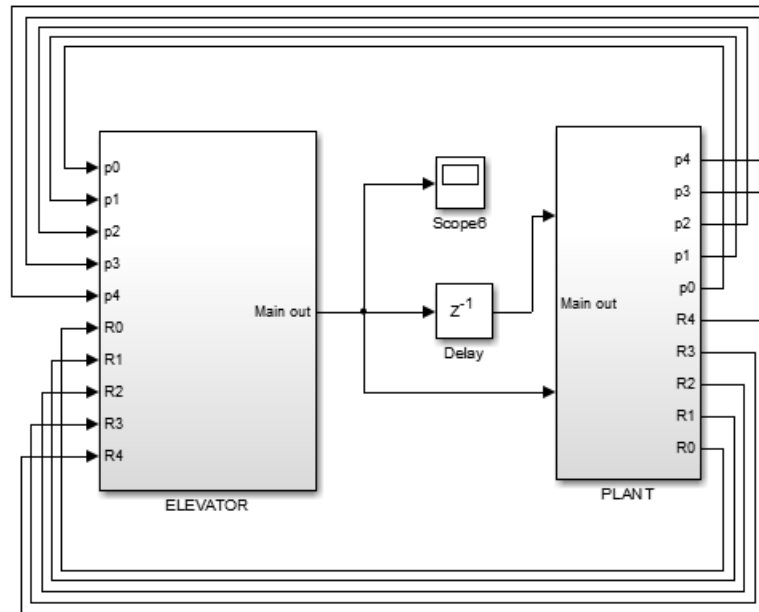 p0
p1
p2
p3
p4
R0
R1
R2
R3
R4
Main out
ELEVATOR
Scope6
z-1
Delay
Main out
p4
p3
p2
p1
p0
R4
R3
R2
R1
R0
PLANT